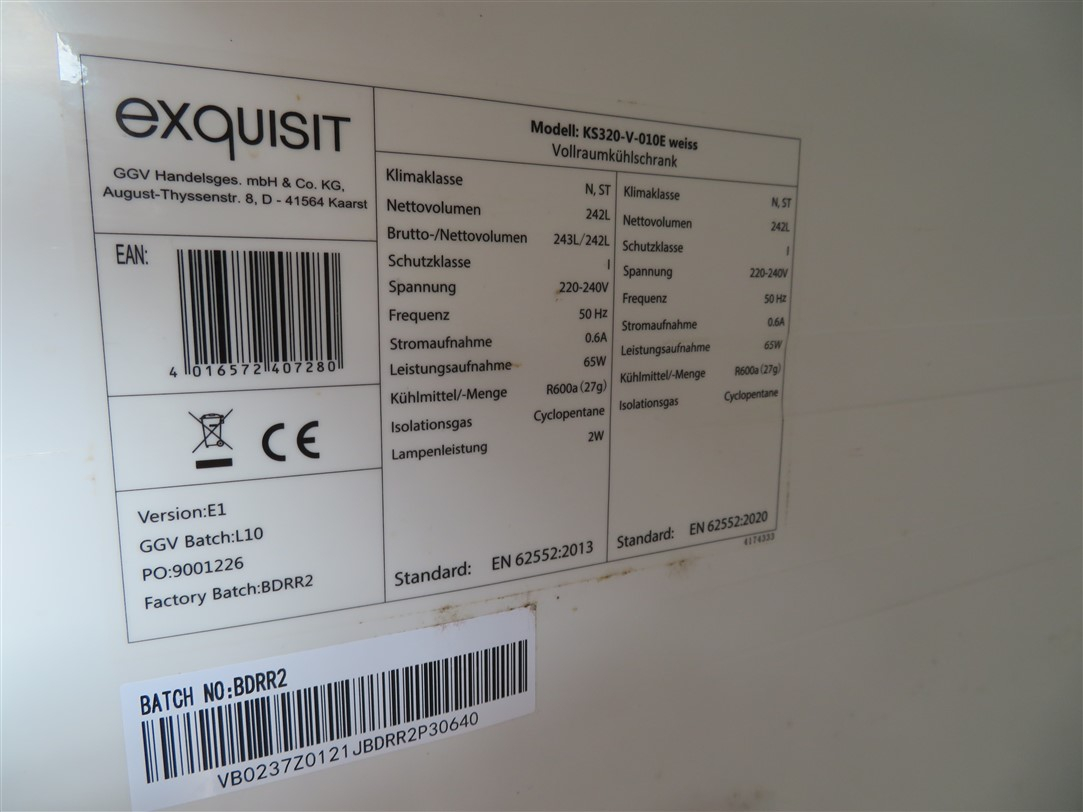 exquisit
GGV Handelsges. mbH & Co. KG,
August-Thyssenstr. 8, D - 41564 Kaarst
EAN:
4 016572 407280
CE
Version:E1
GGV Batch:L10
PO:9001226
Factory Batch:BDRR2
Modell: KS320-V-010E weiss
Vollraumkühlschrank
Klimaklasse N, ST
Nettovolumen 242L
Brutto-/Nettovolumen 243L/242L
Schutzklasse I
Spannung 220-240V
Frequenz 50 Hz
Stromaufnahme 0.6A
Leistungsaufnahme 65W
Kühlmittel/-Menge R600a (27g)
Isolationsgas Cyclopentane
Lampenleistung 2W
Standard: EN 62552:2013
Klimaklasse N, ST
Nettovolumen 242L
Schutzklasse I
Spannung 220-240V
Frequenz 50 Hz
Stromaufnahme 0.6A
Leistungsaufnahme 65W
Kühlmittel/-Menge R600a (27g)
Isolationsgas Cyclopentane
Standard: EN 62552:2020
4174333
BATCH NO:BDRR2
VB0237Z0121JBDRR2P30640